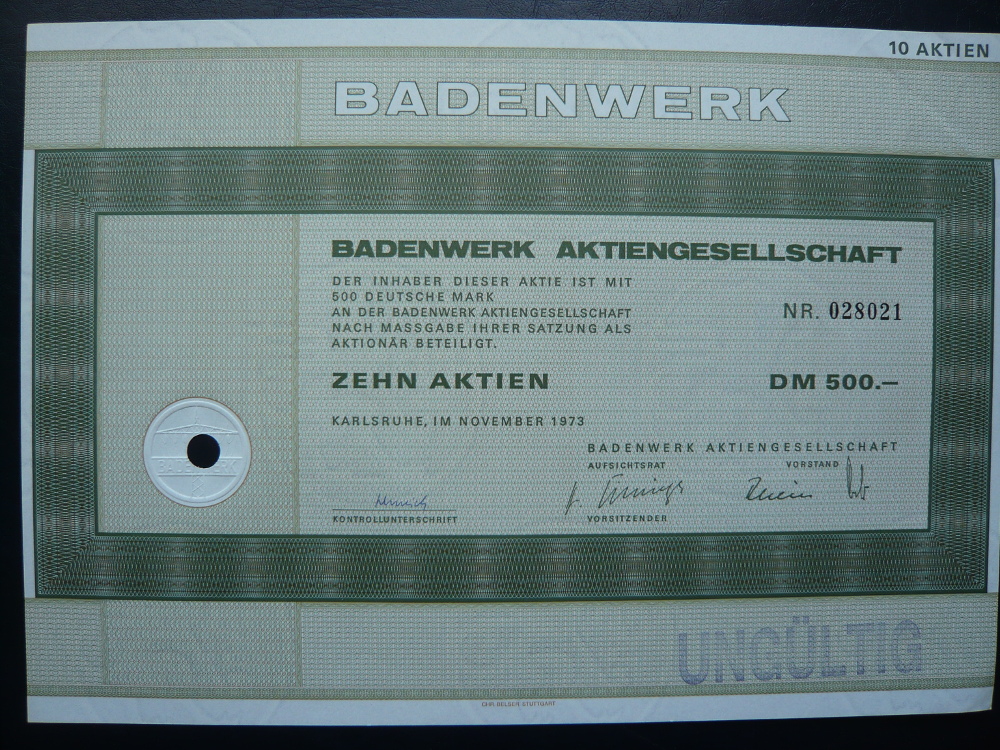 10 AKTIEN
BADENWERK
BADENWERK AKTIENGESELLSCHAFT
DER INHABER DIESER AKTIE IST MIT
500 DEUTSCHE MARK
AN DER BADENWERK AKTIENGESELLSCHAFT
NACH MASSGABE IHRER SATZUNG ALS
AKTIONÄR BETEILIGT.
NR. 028021
ZEHN AKTIEN DM 500.—
KARLSRUHE, IM NOVEMBER 1973
BADENWERK AKTIENGESELLSCHAFT
AUFSICHTSRAT VORSTAND
KONTROLLUNTERSCHRIFT VORSITZENDER
BADENWERK
UNGÜLTIG
CHR. BELSER STUTTGART